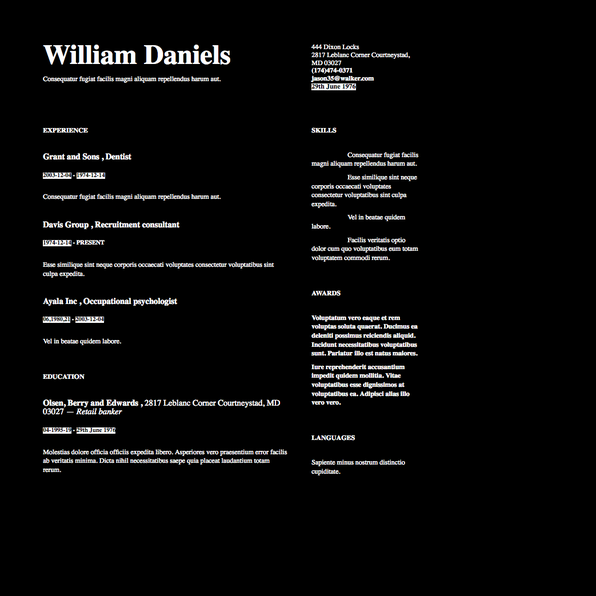 William Daniels
Consequatur fugiat facilis magni aliquam repellendus harum aut.
444 Dixon Locks
2817 Leblanc Corner Courtneystad,
MD 03027
(174)474-0371
jason35@walker.com
29th June 1976
EXPERIENCE
Grant and Sons , Dentist
2003-12-04 - 1974-12-14
Consequatur fugiat facilis magni aliquam repellendus harum aut.
Davis Group , Recruitment consultant
1974-12-14 - PRESENT
Esse similique sint neque corporis occaecati voluptates consectetur voluptatibus sint
culpa expedita.
Ayala Inc , Occupational psychologist
06.1980.21 - 2003-12-04
Vel in beatae quidem labore.
EDUCATION
Olsen, Berry and Edwards , 2817 Leblanc Corner Courtneystad, MD
03027 — Retail banker
04-1995-19 - 29th June 1976
Molestias dolore officia officiis expedita libero. Asperiores vero praesentium error facilis
ab veritatis minima. Dicta nihil necessitatibus saepe quia placeat laudantium totam
rerum.
SKILLS
Consequatur fugiat facilis
magni aliquam repellendus harum aut.
Esse similique sint neque
corporis occaecati voluptates
consectetur voluptatibus sint culpa
expedita.
Vel in beatae quidem
labore.
Facilis veritatis optio
dolor cum quo voluptatibus eum totam
voluptatem commodi rerum.
AWARDS
Voluptatum vero eaque et rem
voluptas soluta quaerat. Ducimus ea
deleniti possimus reiciendis aliquid.
Incidunt necessitatibus voluptatibus
sunt. Pariatur illo est natus maiores.
Iure reprehenderit accusantium
impedit quidem mollitia. Vitae
voluptatibus esse dignissimos at
voluptatibus ea. Adipisci alias illo
vero vero.
LANGUAGES
Sapiente minus nostrum distinctio
cupiditate.